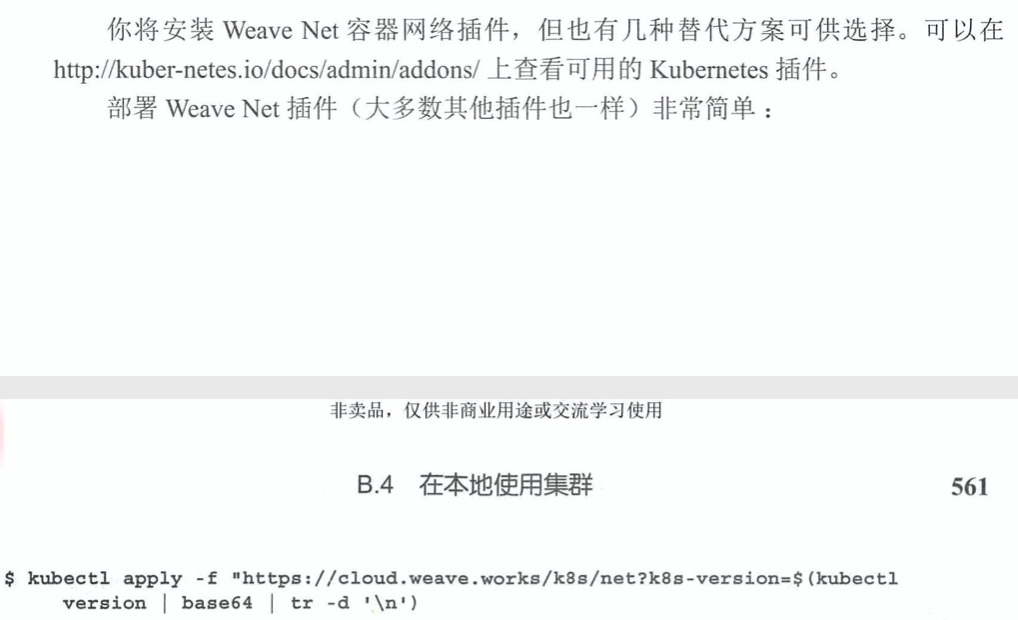 你将安装 Weave Net 容器网络插件，但也有几种替代方案可供选择。可以在
http://kuber-netes.io/docs/admin/addons/ 上查看可用的 Kubernetes 插件。
部署 Weave Net 插件（大多数其他插件也一样）非常简单：
非卖品，仅供非商业用途或交流学习使用
B.4 在本地使用集群 561
$ kubectl apply -f "https://cloud.weave.works/k8s/net?k8s-version=$(kubectl
version | base64 | tr -d '\n')